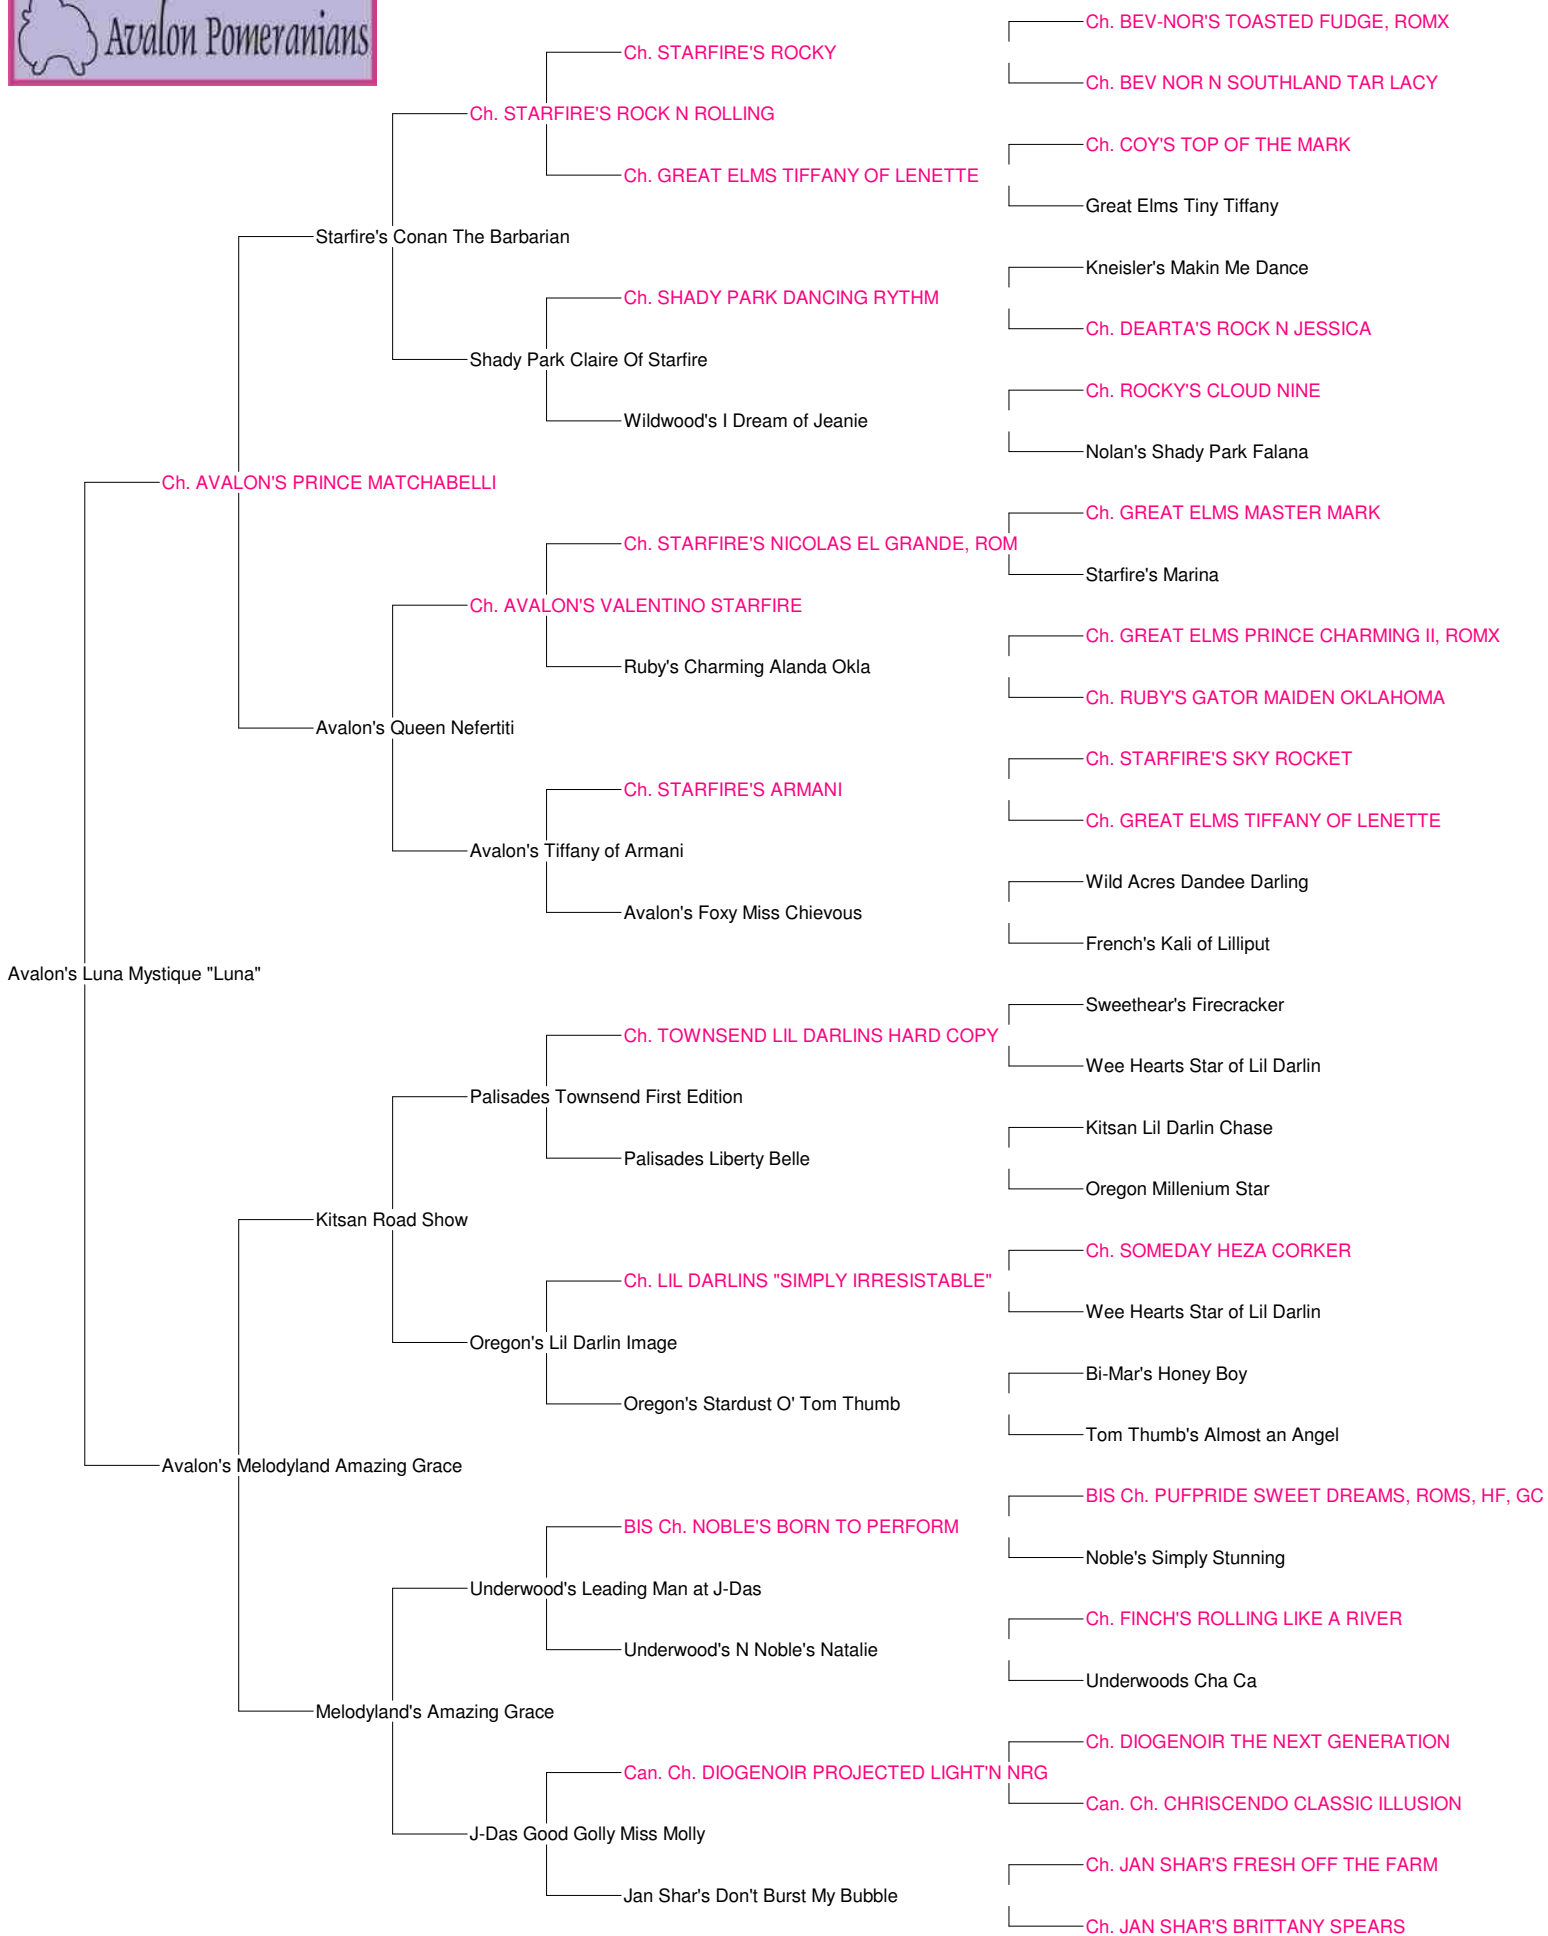 Avalon Pomeranians
Ch. BEV-NOR'S TOASTED FUDGE, ROMX
Ch. STARFIRE'S ROCKY
Ch. BEV NOR N SOUTHLAND TAR LACY
Ch. STARFIRE'S ROCK N ROLLING
Ch. COY'S TOP OF THE MARK
Ch. GREAT ELMS TIFFANY OF LENETTE
Great Elms Tiny Tiffany
Starfire's Conan The Barbarian
Kneisler's Makin Me Dance
Ch. SHADY PARK DANCING RYTHM
Ch. DEARTA'S ROCK N JESSICA
Shady Park Claire Of Starfire
Ch. ROCKY'S CLOUD NINE
Wildwood's I Dream of Jeanie
Nolan's Shady Park Falana
Ch. AVALON'S PRINCE MATCHABELLI
Ch. GREAT ELMS MASTER MARK
Ch. STARFIRE'S NICOLAS EL GRANDE, ROM
Starfire's Marina
Ch. AVALON'S VALENTINO STARFIRE
Ch. GREAT ELMS PRINCE CHARMING II, ROMX
Ruby's Charming Alanda Okla
Ch. RUBY'S GATOR MAIDEN OKLAHOMA
Avalon's Queen Nefertiti
Ch. STARFIRE'S SKY ROCKET
Ch. STARFIRE'S ARMANI
Ch. GREAT ELMS TIFFANY OF LENETTE
Avalon's Tiffany of Armani
Wild Acres Dandee Darling
Avalon's Foxy Miss Chievous
French's Kali of Lilliput
Avalon's Luna Mystique "Luna"
Sweethear's Firecracker
Ch. TOWNSEND LIL DARLINS HARD COPY
Wee Hearts Star of Lil Darlin
Palisades Townsend First Edition
Kitsan Lil Darlin Chase
Palisades Liberty Belle
Oregon Millenium Star
Kitsan Road Show
Ch. SOMEDAY HEZA CORKER
Ch. LIL DARLINS "SIMPLY IRRESISTABLE"
Wee Hearts Star of Lil Darlin
Oregon's Lil Darlin Image
Bi-Mar's Honey Boy
Oregon's Stardust O' Tom Thumb
Tom Thumb's Almost an Angel
Avalon's Melodyland Amazing Grace
BIS Ch. PUFPRIDE SWEET DREAMS, ROMS, HF, GC
BIS Ch. NOBLE'S BORN TO PERFORM
Noble's Simply Stunning
Underwood's Leading Man at J-Das
Ch. FINCH'S ROLLING LIKE A RIVER
Underwood's N Noble's Natalie
Underwoods Cha Ca
Melodyland's Amazing Grace
Ch. DIOGENOIR THE NEXT GENERATION
Can. Ch. DIOGENOIR PROJECTED LIGHT'N NRG
Can. Ch. CHRISCENDO CLASSIC ILLUSION
J-Das Good Golly Miss Molly
Ch. JAN SHAR'S FRESH OFF THE FARM
Jan Shar's Don't Burst My Bubble
Ch. JAN SHAR'S BRITTANY SPEARS